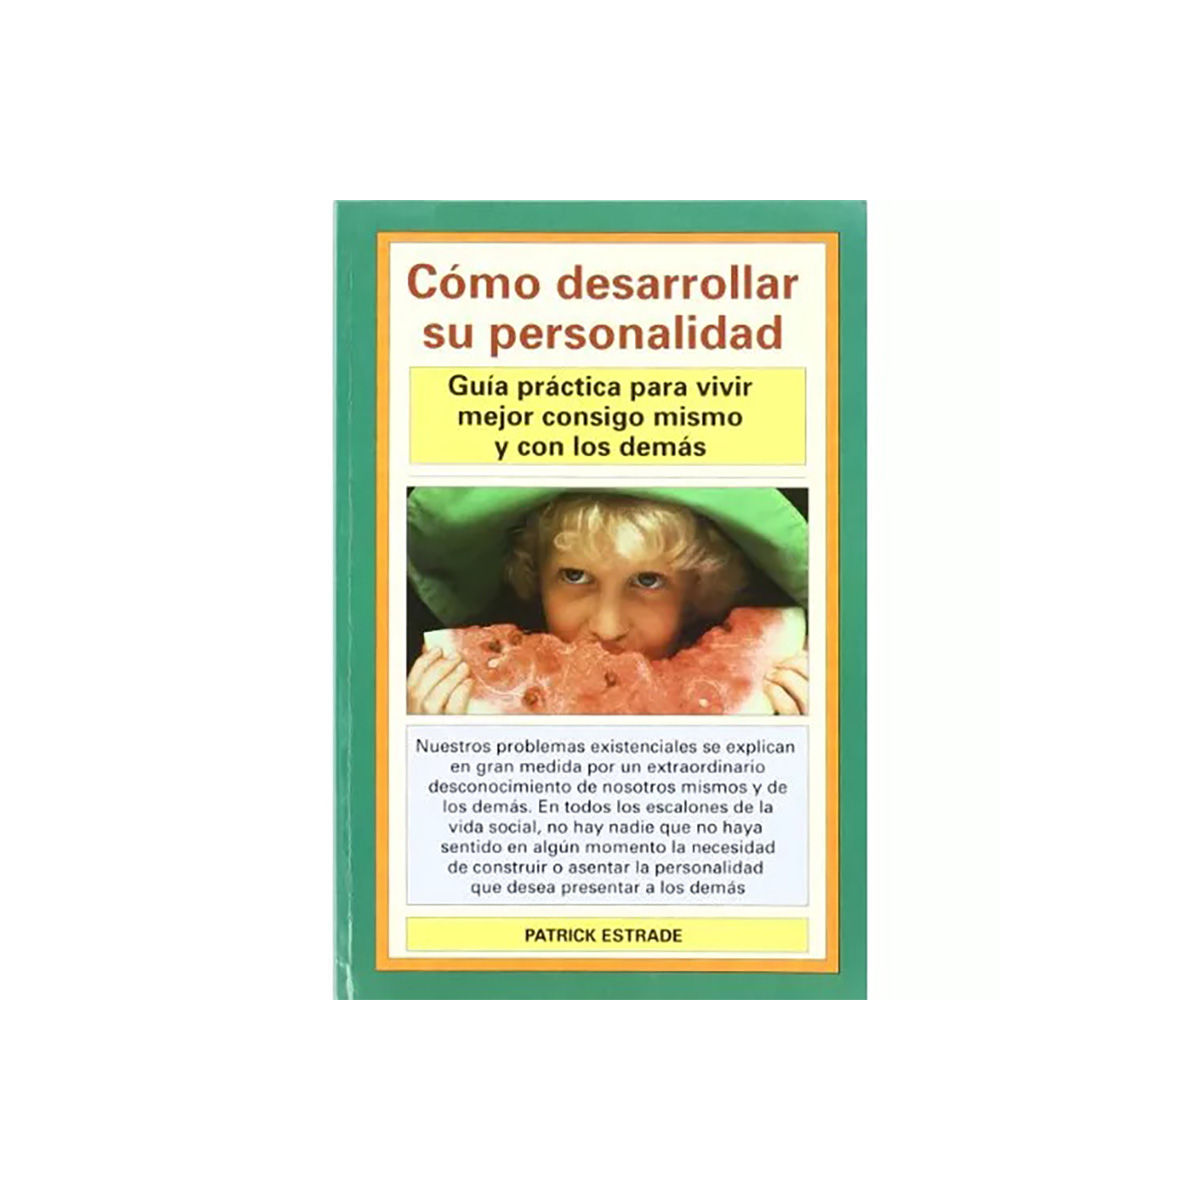 Cómo desarrollar
su personalidad
Guía práctica para vivir
mejor consigo mismo
y con los demás
Nuestros problemas existenciales se explican
en gran medida por un extraordinario
desconocimiento de nosotros mismos y de
los demás. En todos los escalones de la
vida social, no hay nadie que no haya
sentido en algún momento la necesidad
de construir o asentar la personalidad
que desea presentar a los demás
PATRICK ESTRADE